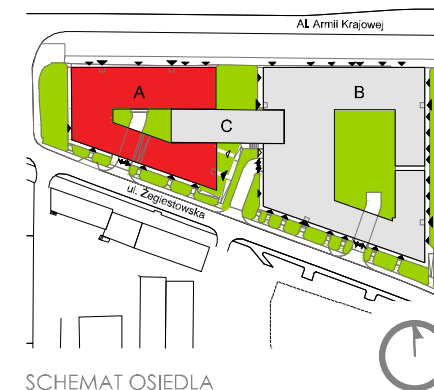 Al. Armii Krajowej
A
B
C
ul. Żegiestowska
SCHEMAT OSIEDLA